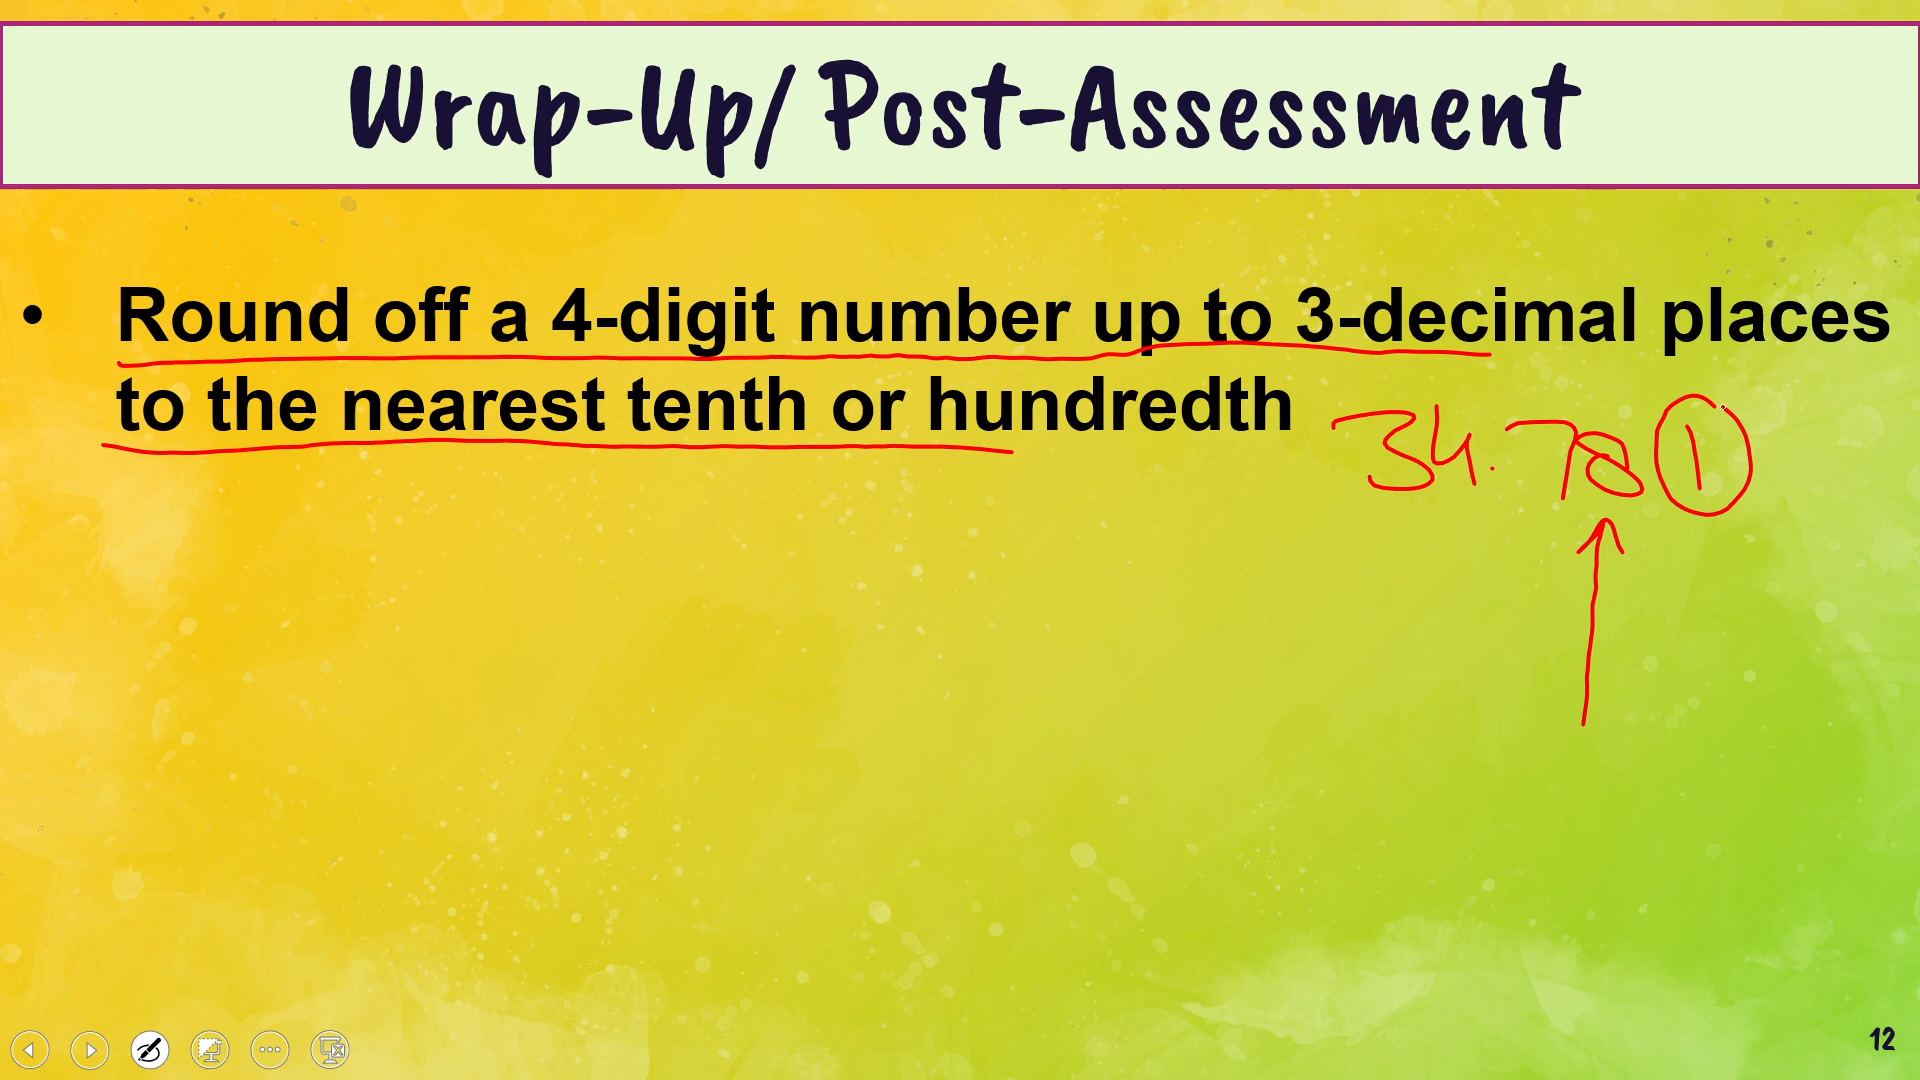 Wrap-Up/ Post-Assessment
• Round off a 4-digit number up to 3-decimal places
to the nearest tenth or hundredth
34.781
12